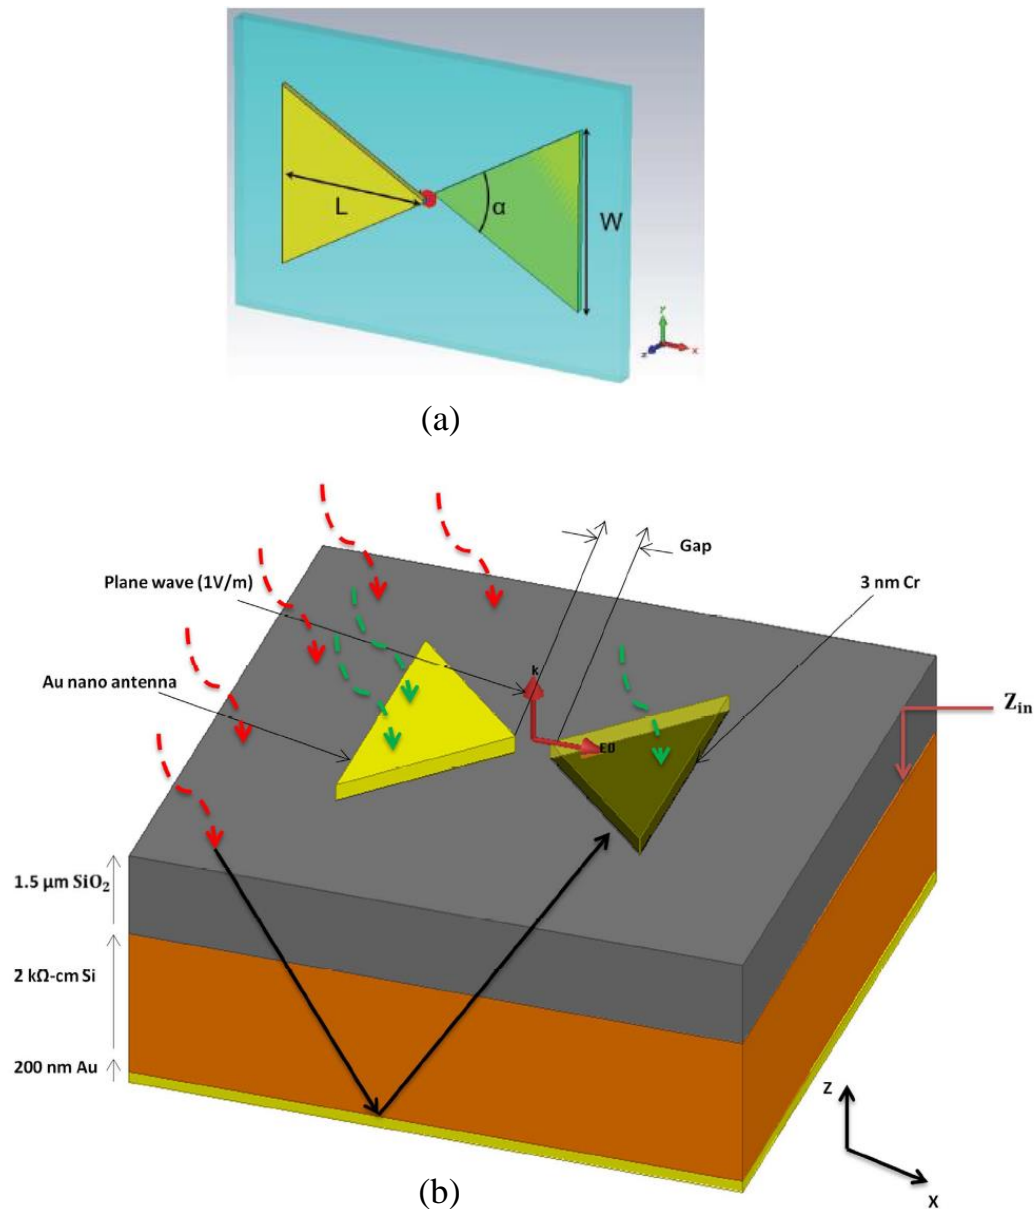 L
α
W
y
x
z
(a)
Gap
Plane wave (1V/m)
3 nm Cr
k
Au nano antenna
E0
Zin
1.5 μm SiO2
2 kΩ-cm Si
200 nm Au
Z
X
(b)